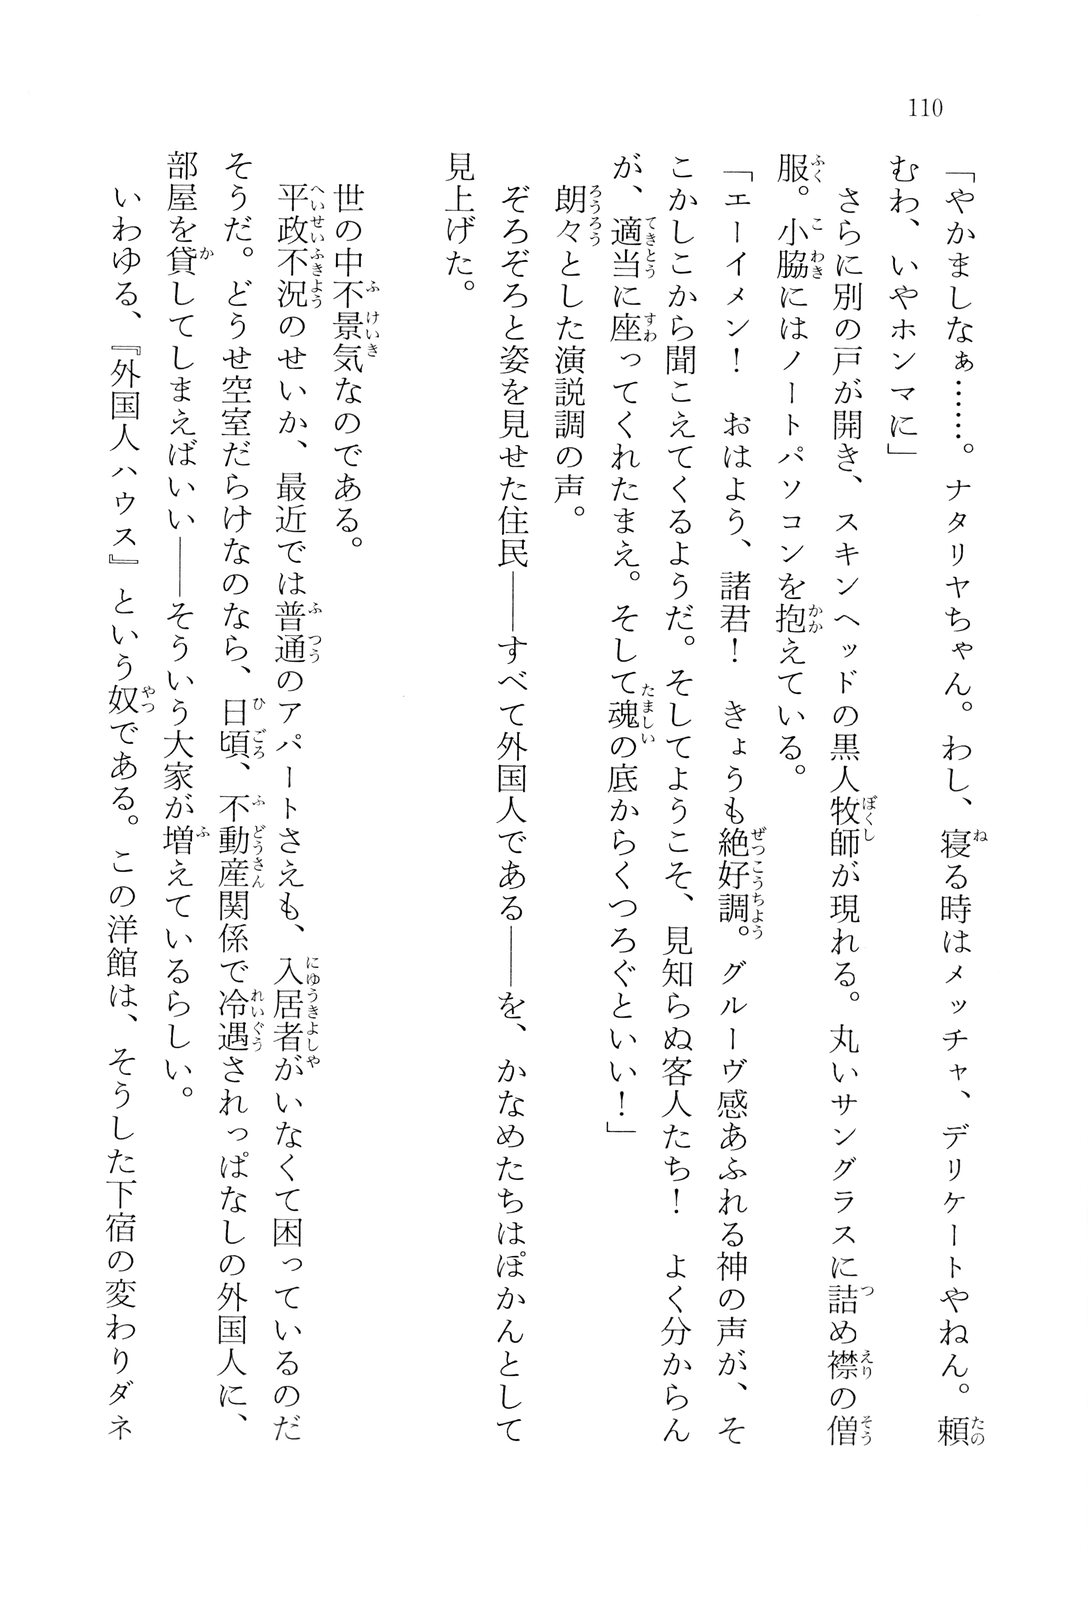 110
「やかましなぁ……。ナタリヤちゃん。わし、寝る時はメッチャ、デリケートやねん。頼
むわ、いやホンマに」
　さらに別の戸が開き、スキンヘッドの黒人牧師が現れる。丸いサングラスに詰め襟の僧
服。小脇にはノートパソコンを抱えている。
「エーイメン！　おはよう、諸君！　きょうも絶好調。グルーヴ感あふれる神の声が、そ
こかしこから聞こえてくるようだ。そしてようこそ、見知らぬ客人たち！　よく分からん
が、適当に座ってくれたまえ。そして魂の底からくつろぐといい！」
　朗々とした演説調の声。
　ぞろぞろと姿を見せた住民――すべて外国人である――を、かなめたちはぽかんとして
見上げた。
　世の中不景気なのである。
　平政不況のせいか、最近では普通のアパートさえも、入居者がいなくて困っているのだ
そうだ。どうせ空室だらけなのなら、日頃、不動産関係で冷遇されっぱなしの外国人に、
部屋を貸してしまえばいい――そういう大家が増えているらしい。
　いわゆる、『外国人ハウス』という奴である。この洋館は、そうした下宿の変わりダネ